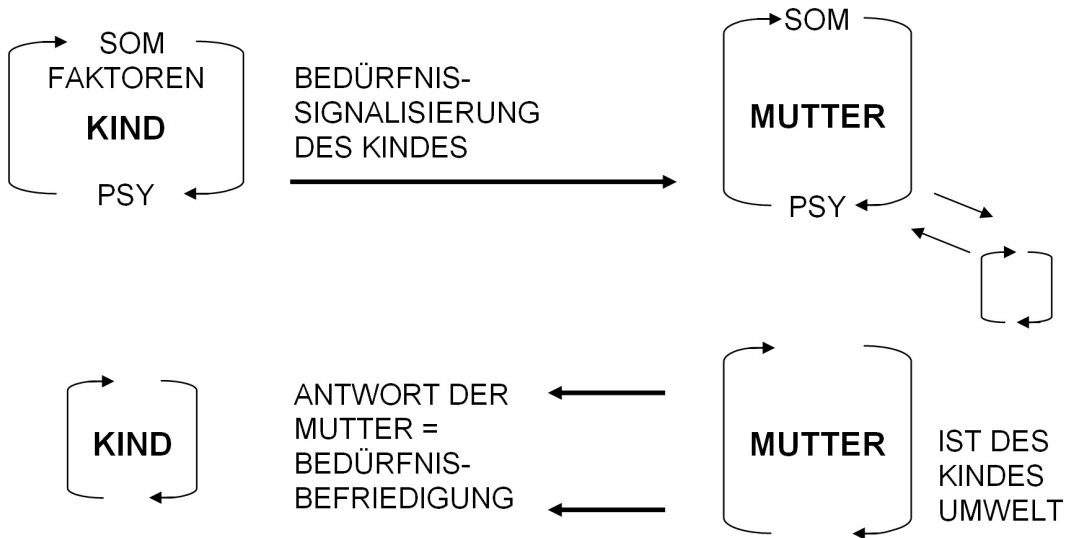 SOM
FAKTOREN
KIND
PSY
BEDÜRFNIS-
SIGNALISIERUNG
DES KINDES
SOM
MUTTER
PSY
KIND
ANTWORT DER
MUTTER =
BEDÜRFNIS-
BEFRIEDIGUNG
MUTTER
IST DES
KINDES
UMWELT